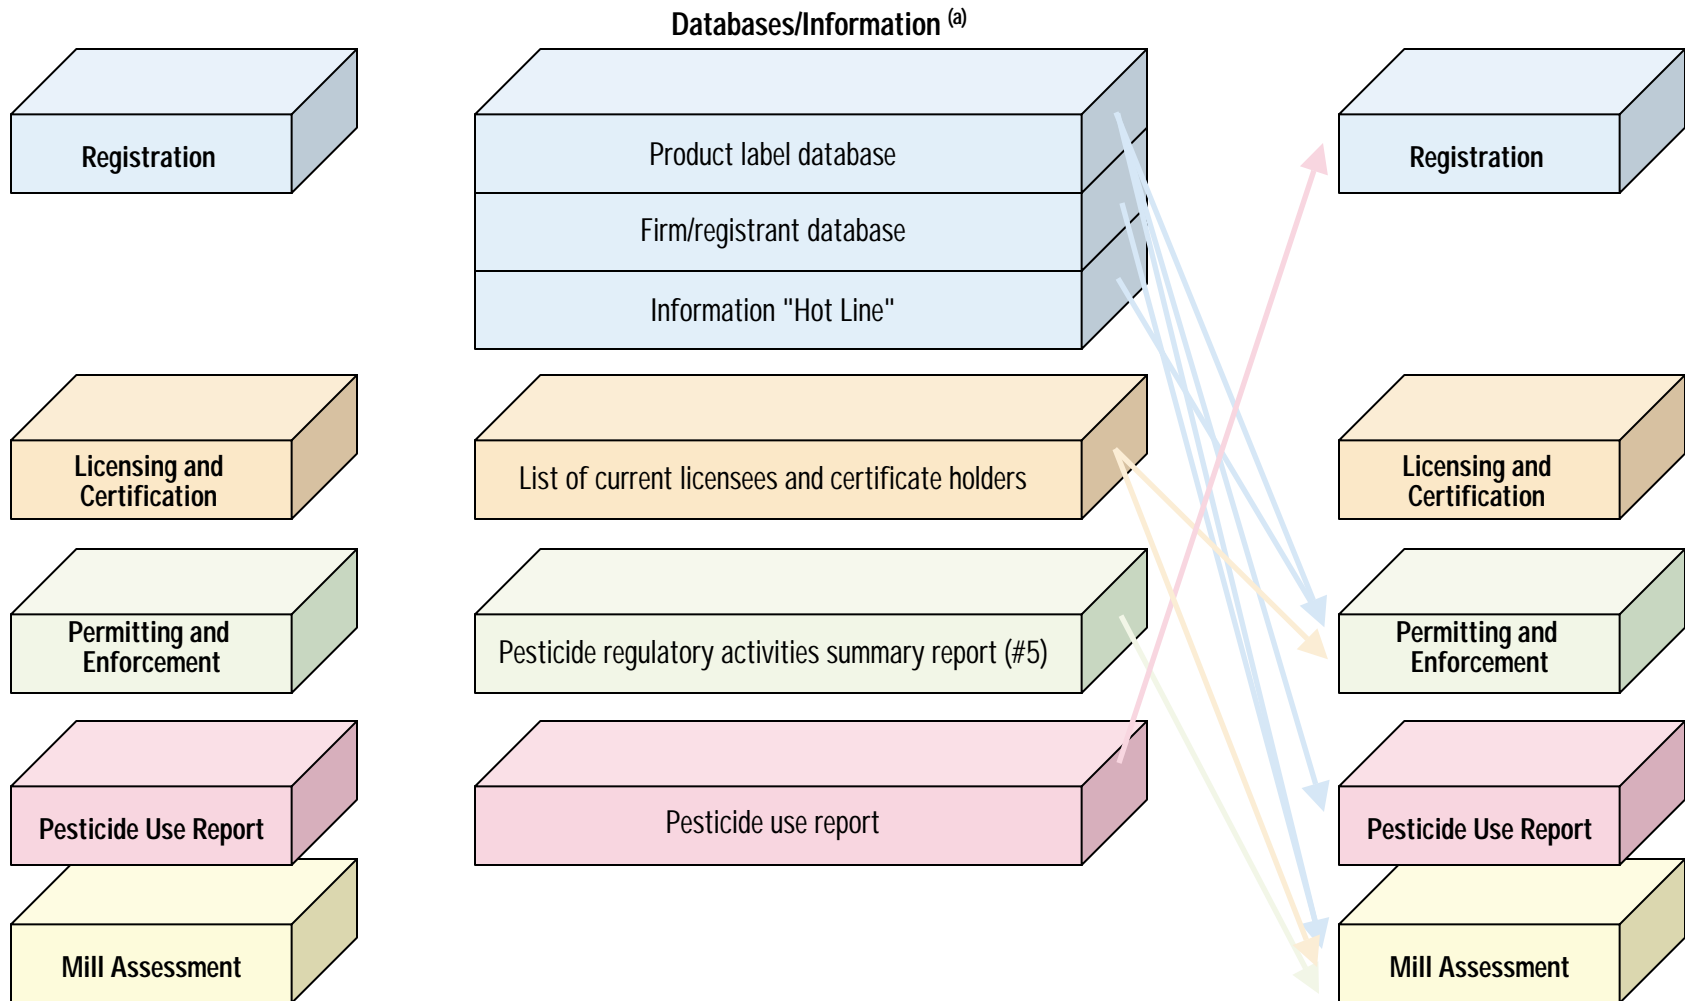 Databases/Information (a)
Registration
Product label database
Firm/registrant database
Information "Hot Line"
Registration
Licensing and
Certification
List of current licensees and certificate holders
Licensing and
Certification
Permitting and
Enforcement
Pesticide regulatory activities summary report (#5)
Permitting and
Enforcement
Pesticide Use Report
Pesticide use report
Pesticide Use Report
Mill Assessment
Mill Assessment